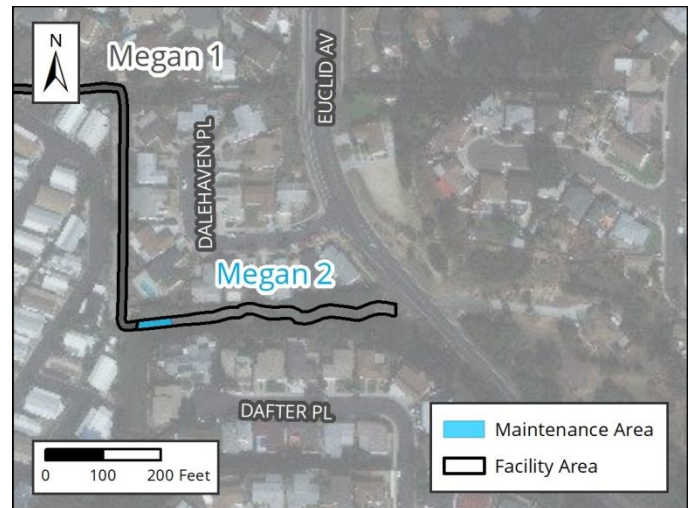 N
Megan 1
EUCLID AV
DALEHAVEN PL
Megan 2
DAFTER PL
Maintenance Area
Facility Area
0 100 200 Feet